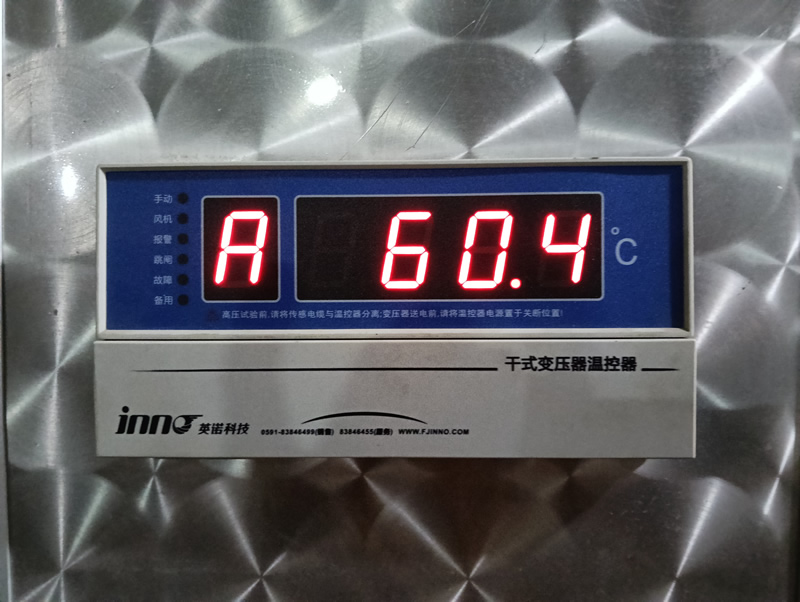 手动
风机
报警
跳闸
故障
备用
A 60.4 ℃
高压试验前,请将传感电缆与温控器分离;变压器送电前,请将温控器电源置于关断位置!
干式变压器温控器
inno 英诺科技 0591-83846499(销售) 83846455(服务) WWW.FJINNO.COM